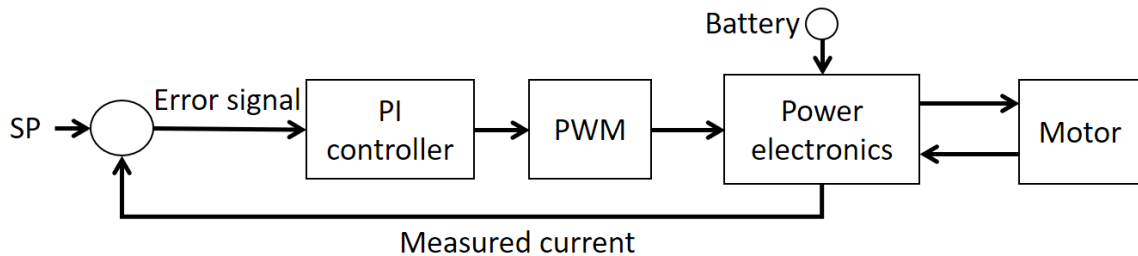 Battery
Error signal
SP
PI
controller
PWM
Power
electronics
Motor
Measured current